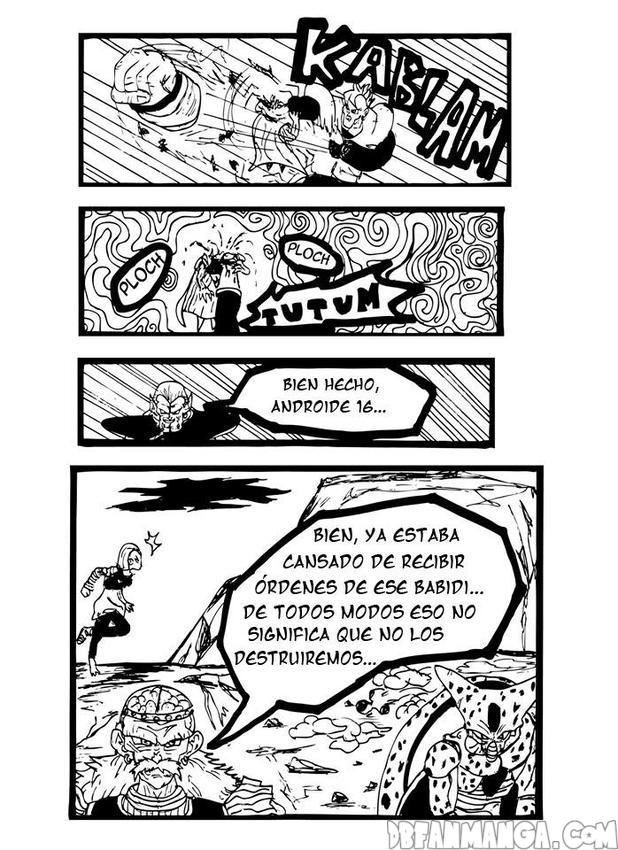 KABLAM
PLOCH
PLOCH
TUTUM
BIEN HECHO,
ANDROIDE 16...
BIEN, YA ESTABA
CANSADO DE RECIBIR
ÓRDENES DE ESE BABIDI...
DE TODOS MODOS ESO NO
SIGNIFICA QUE NO LOS
DESTRUIREMOS...
DBFANMANGA.COM